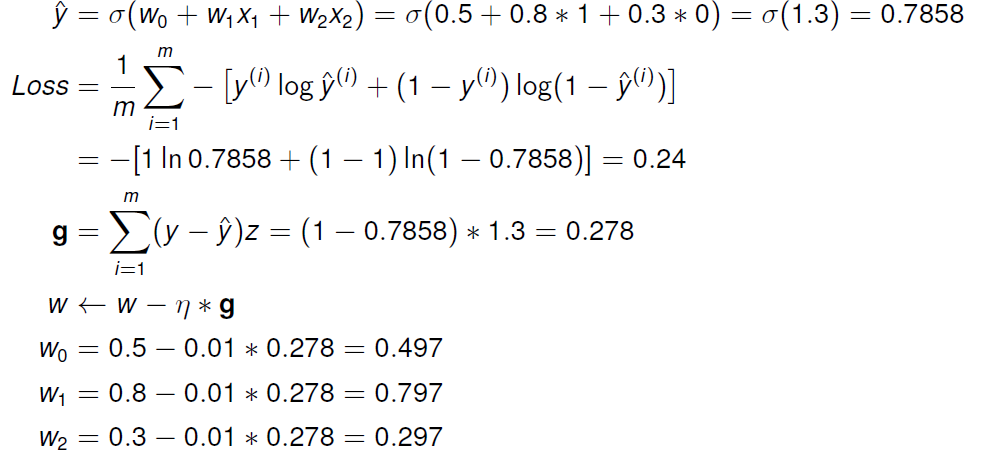 ŷ = σ(w₀ + w₁x₁ + w₂x₂) = σ(0.5 + 0.8 ∗ 1 + 0.3 ∗ 0) = σ(1.3) = 0.7858
Loss = 1/m ∑_{i=1}^{m} − [y⁽ⁱ⁾ log ŷ⁽ⁱ⁾ + (1 − y⁽ⁱ⁾) log(1 − ŷ⁽ⁱ⁾)]
= −[1 ln 0.7858 + (1 − 1) ln(1 − 0.7858)] = 0.24
g = ∑_{i=1}^{m} (y − ŷ)z = (1 − 0.7858) ∗ 1.3 = 0.278
w ← w − η ∗ g
w₀ = 0.5 − 0.01 ∗ 0.278 = 0.497
w₁ = 0.8 − 0.01 ∗ 0.278 = 0.797
w₂ = 0.3 − 0.01 ∗ 0.278 = 0.297